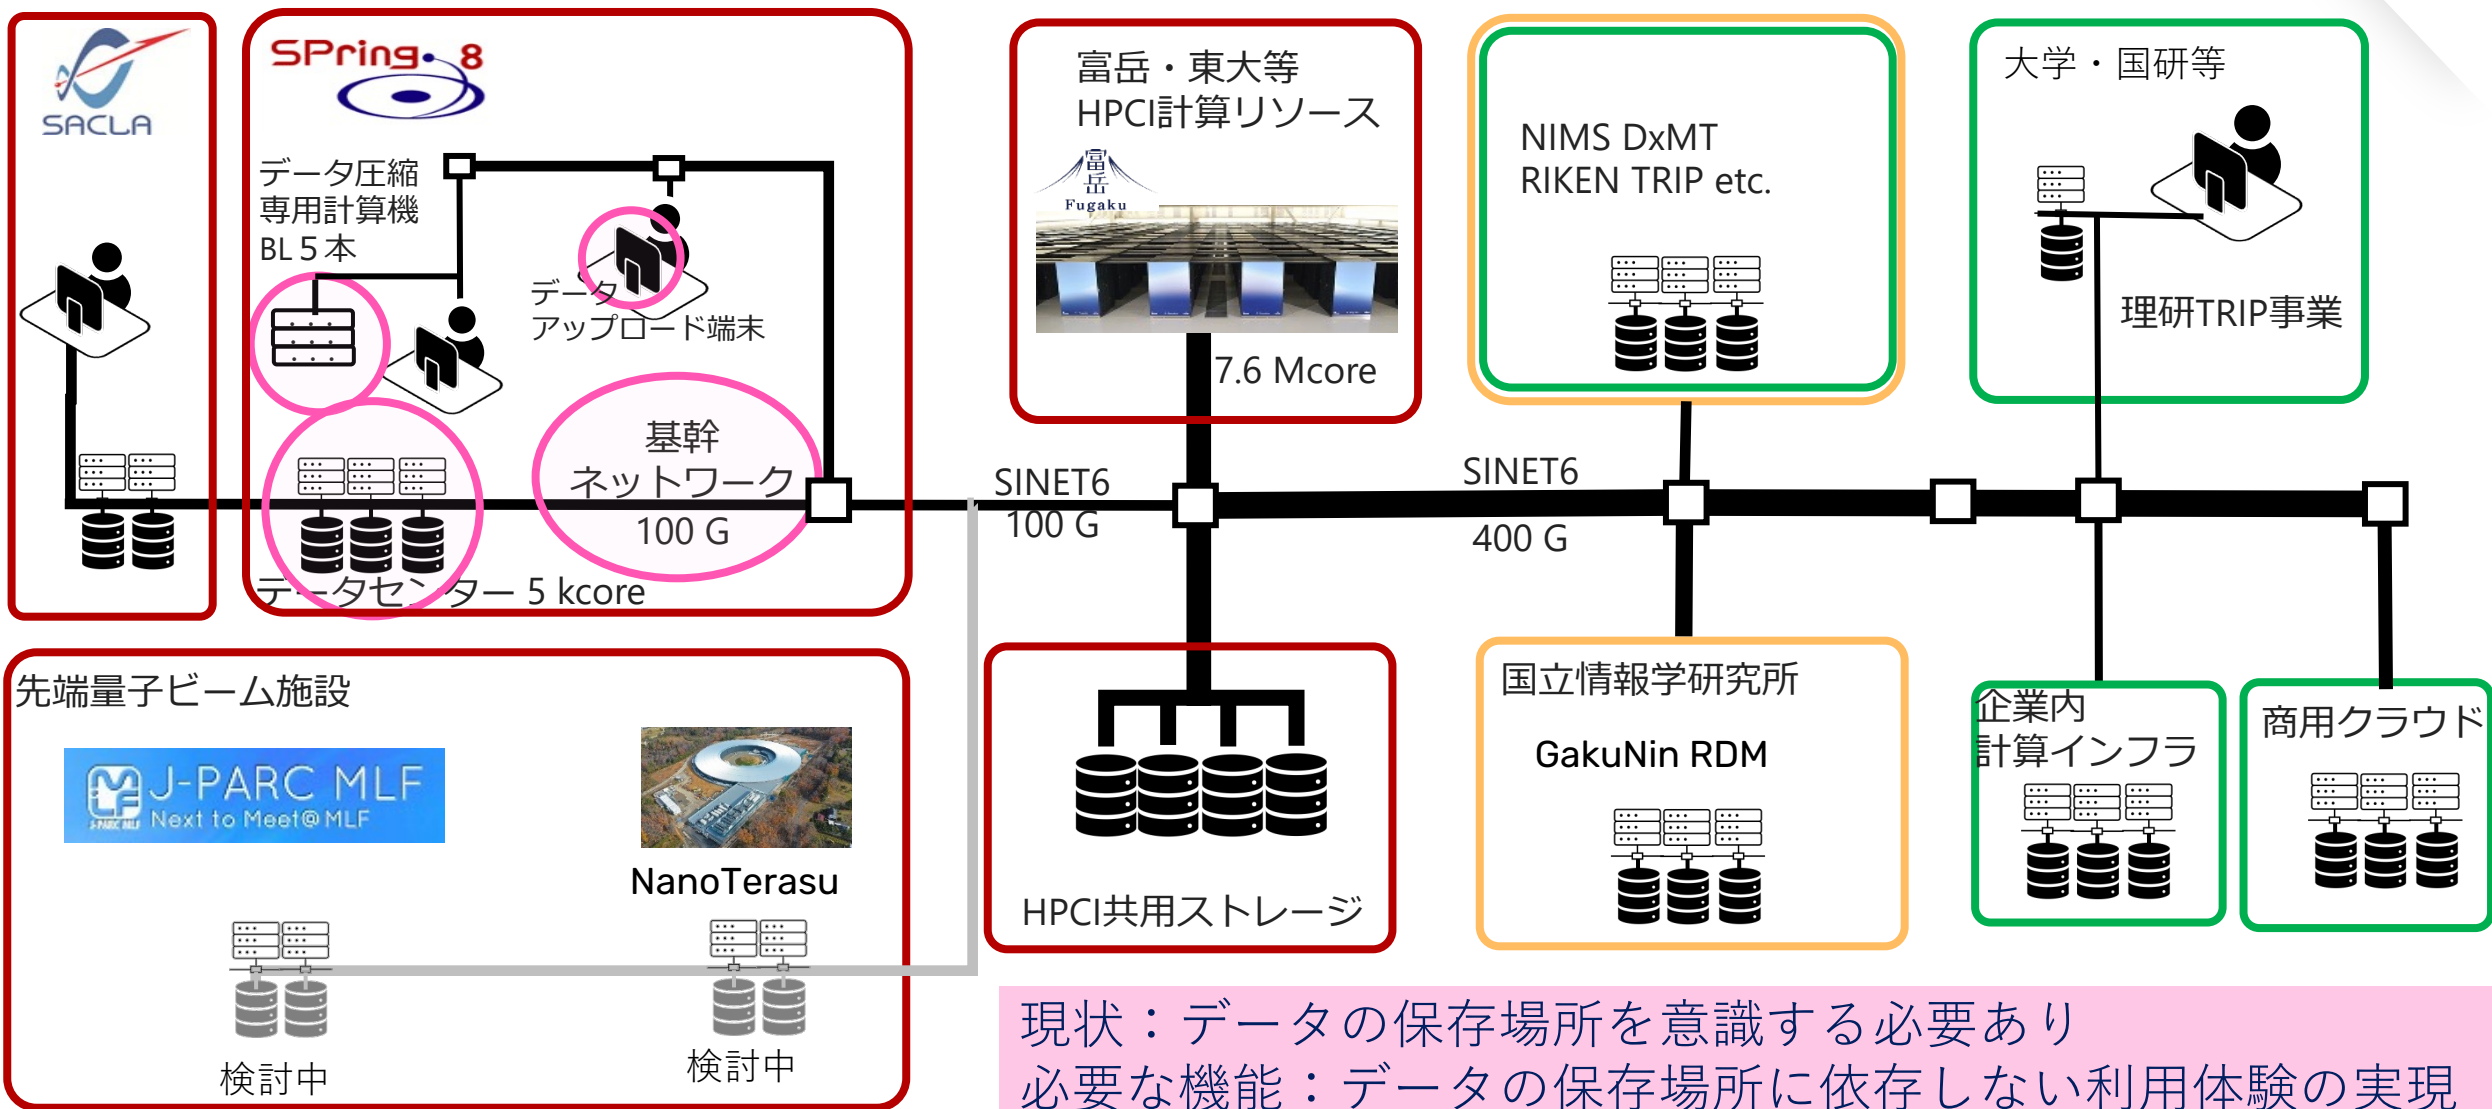 SACLA
SPring-8
データ圧縮
専用計算機
BL５本
データ
アップロード端末
基幹
ネットワーク
100 G
データセンター 5 kcore
富岳・東大等
HPCI計算リソース
富
岳
Fugaku
7.6 Mcore
NIMS DxMT
RIKEN TRIP etc.
大学・国研等
理研TRIP事業
SINET6
100 G
SINET6
400 G
先端量子ビーム施設
J-PARC MLF
Next to Meet@MLF
J-PARC MLF
NanoTerasu
検討中
検討中
HPCI共用ストレージ
国立情報学研究所
GakuNin RDM
企業内
計算インフラ
商用クラウド
現状：データの保存場所を意識する必要あり
必要な機能：データの保存場所に依存しない利用体験の実現